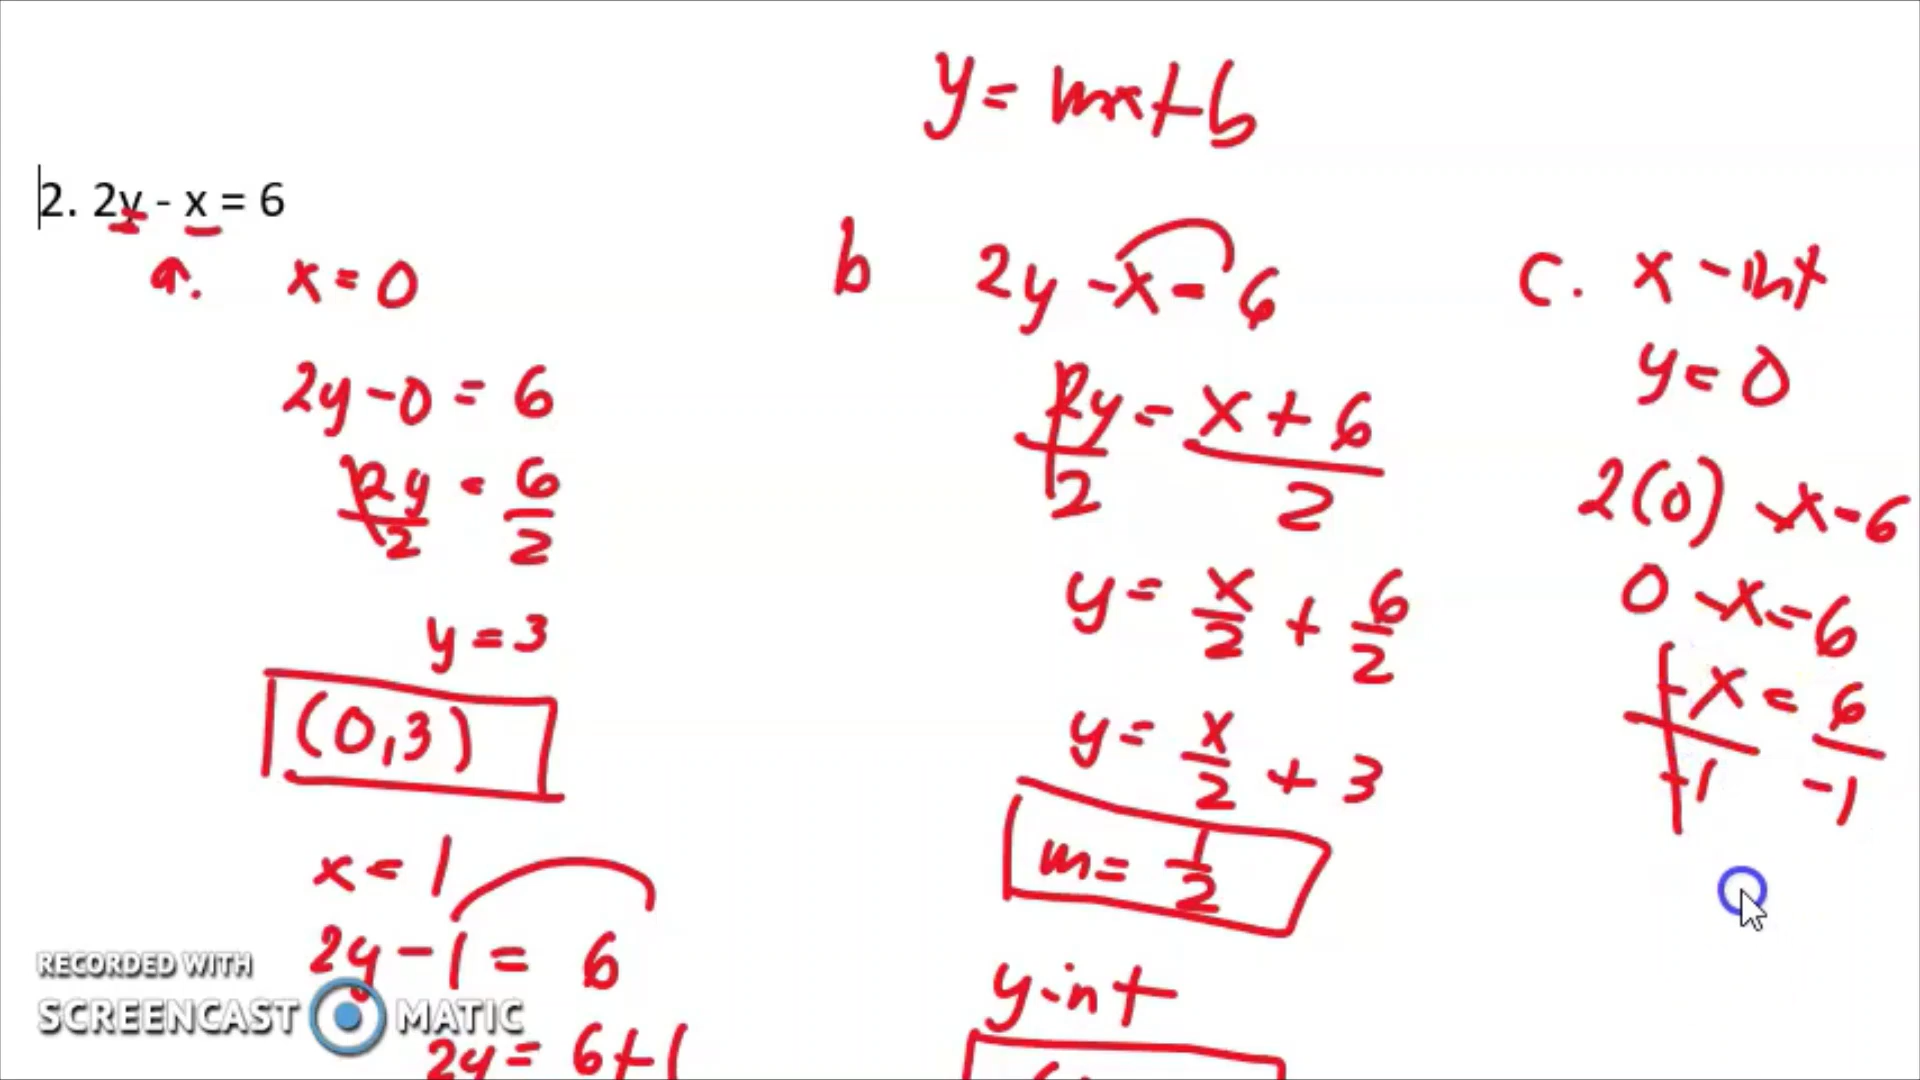 y = mx + b
2. 2y - x = 6
a. x = 0
2y - 0 = 6
2y/2 = 6/2
y = 3
(0,3)
x = 1
2y - 1 = 6
2y = 6 + 1
b 2y - x = 6
2y/2 = x + 6/2
y = x/2 + 6/2
y = x/2 + 3
m = 1/2
y-int
c. x-int
y = 0
2(0) - x = 6
0 - x = 6
-x/-1 = 6/-1
RECORDED WITH
SCREENCAST MATIC